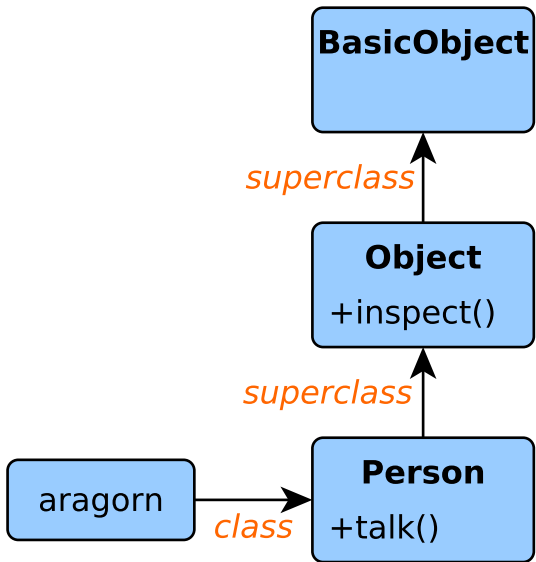 BasicObject
superclass
Object
+inspect()
superclass
Person
aragorn
class
+talk()